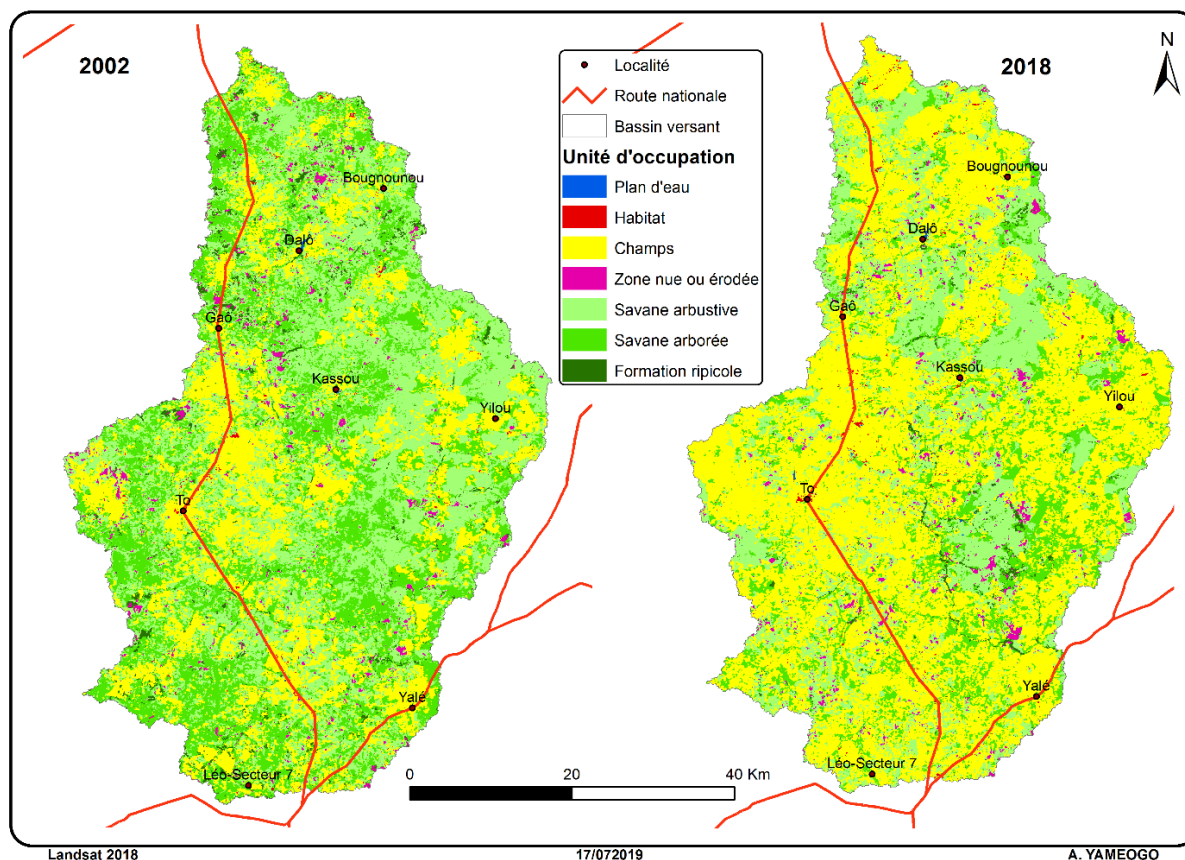 2002
Localité
Route nationale
Bassin versant
Unité d'occupation
Plan d'eau
Habitat
Champs
Zone nue ou érodée
Savane arbustive
Savane arborée
Formation ripicole
2018
N
Bougnounou
Dalô
Gaô
Kassou
Yilou
To
Yalé
Léo-Secteur 7
Bougnounou
Dalô
Gaô
Kassou
Yilou
To
Yalé
Léo-Secteur 7
0 20 40 Km
Landsat 2018 17/072019 A. YAMEOGO